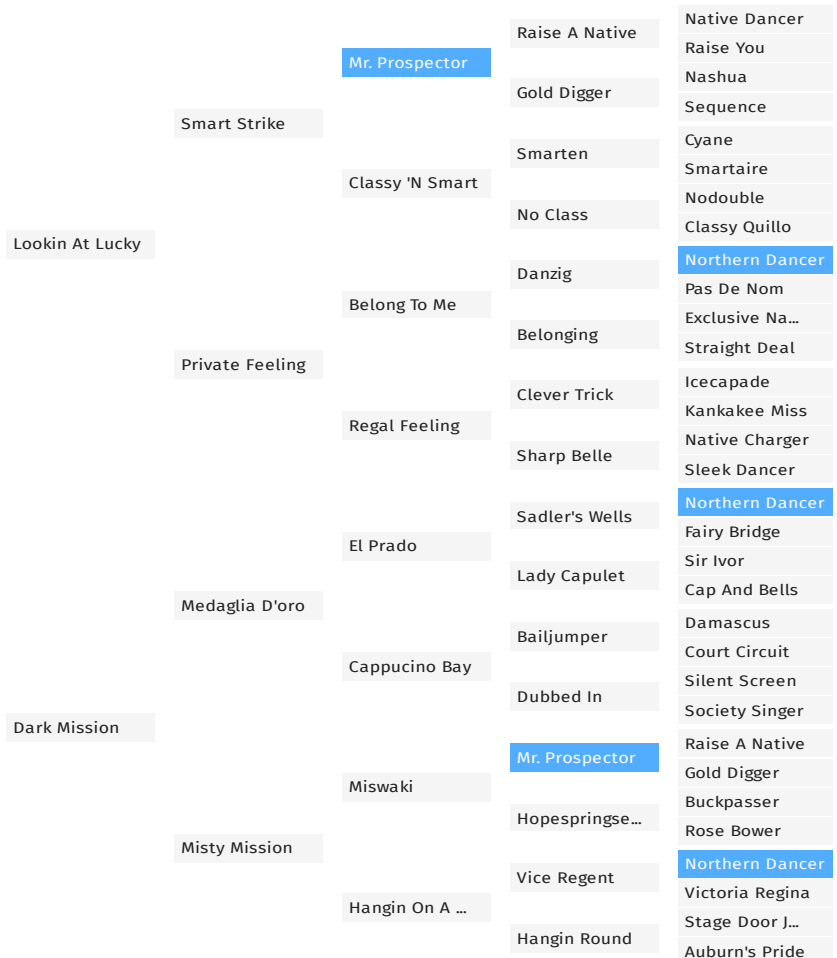 Native Dancer
Raise A Native
Raise You
Mr. Prospector
Nashua
Gold Digger
Sequence
Smart Strike
Cyane
Smarten
Smartaire
Classy 'N Smart
Nodouble
No Class
Classy Quillo
Lookin At Lucky
Northern Dancer
Danzig
Pas De Nom
Belong To Me
Exclusive Na...
Belonging
Straight Deal
Private Feeling
Icecapade
Clever Trick
Kankakee Miss
Regal Feeling
Native Charger
Sharp Belle
Sleek Dancer
Northern Dancer
Sadler's Wells
Fairy Bridge
El Prado
Sir Ivor
Lady Capulet
Cap And Bells
Medaglia D'oro
Damascus
Bailjumper
Court Circuit
Cappucino Bay
Silent Screen
Dubbed In
Society Singer
Dark Mission
Raise A Native
Mr. Prospector
Gold Digger
Miswaki
Buckpasser
Hopespringse...
Rose Bower
Misty Mission
Northern Dancer
Vice Regent
Victoria Regina
Hangin On A ...
Stage Door J...
Hangin Round
Auburn's Pride